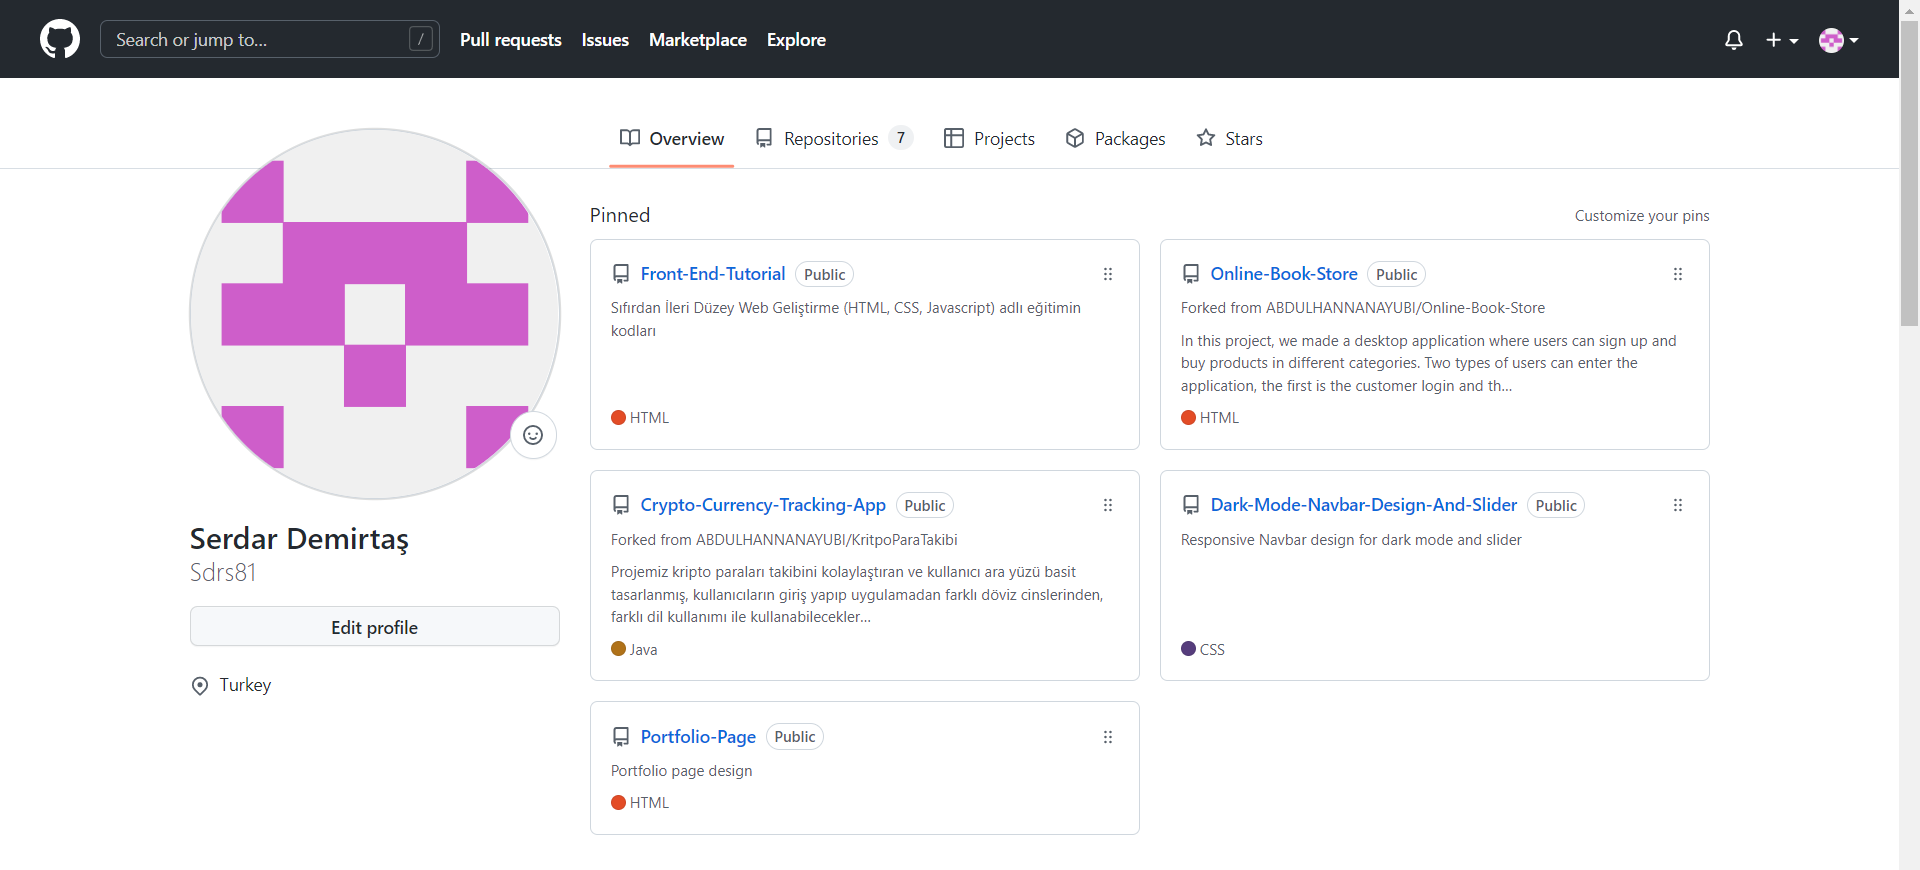 Search or jump to... /
Pull requests Issues Marketplace Explore
Overview Repositories 7 Projects Packages Stars
Serdar Demirtaş
Sdrs81
Edit profile
Turkey
Pinned
Customize your pins
Front-End-Tutorial Public
Sıfırdan İleri Düzey Web Geliştirme (HTML, CSS, Javascript) adlı eğitimin
kodları
HTML
Online-Book-Store Public
Forked from ABDULHANNANAYUBI/Online-Book-Store
In this project, we made a desktop application where users can sign up and
buy products in different categories. Two types of users can enter the
application, the first is the customer login and th...
HTML
Crypto-Currency-Tracking-App Public
Forked from ABDULHANNANAYUBI/KritpoParaTakibi
Projemiz kripto paraları takibini kolaylaştıran ve kullanıcı ara yüzü basit
tasarlanmış, kullanıcıların giriş yapıp uygulamadan farklı döviz cinslerinden,
farklı dil kullanımı ile kullanabilecekler...
Java
Dark-Mode-Navbar-Design-And-Slider Public
Responsive Navbar design for dark mode and slider
CSS
Portfolio-Page Public
Portfolio page design
HTML